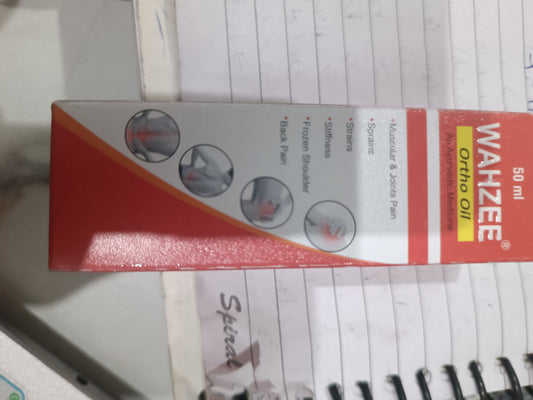 50 ml
WAHZEE®
Ortho Oil
An Ayurvedic Medicine
* Muscular & Joints Pain
* Sprains
* Strains
* Stiffness
* Frozen Shoulder
* Back Pain
Spiral